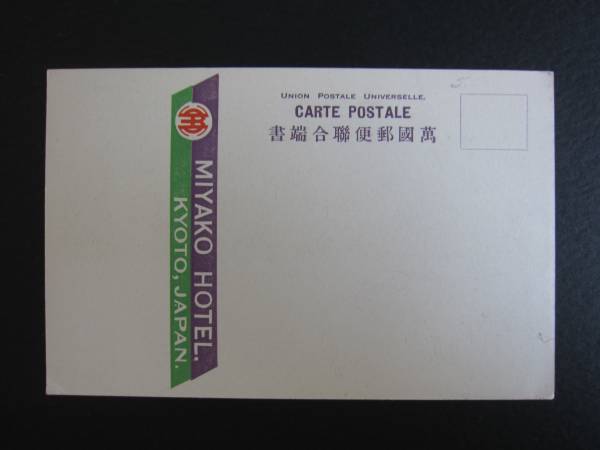 UNION POSTALE UNIVERSELLE.
CARTE POSTALE
書端合聯便郵國萬
MIYAKO HOTEL.
KYOTO, JAPAN.